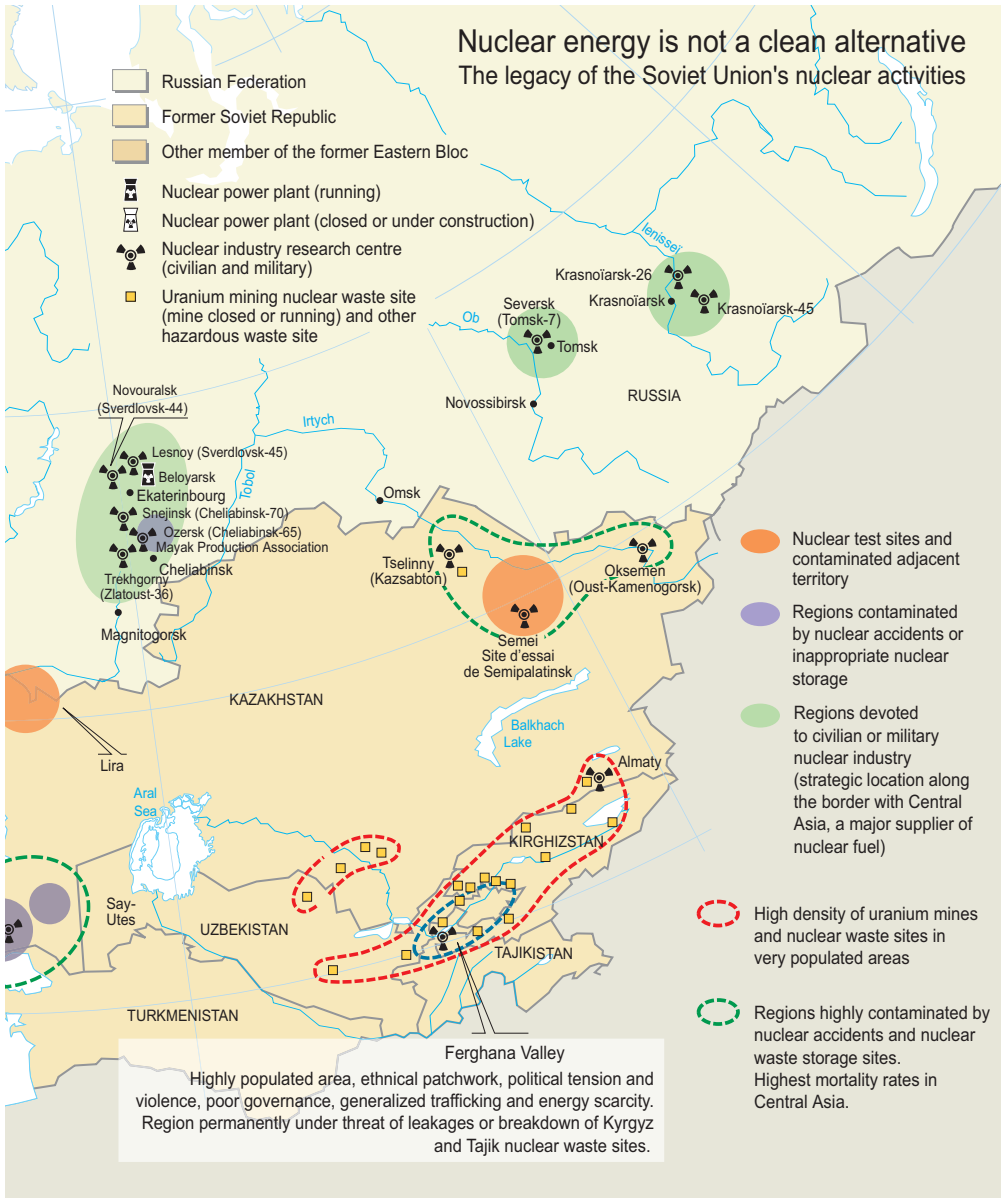 Nuclear energy is not a clean alternative
The legacy of the Soviet Union's nuclear activities
Russian Federation
Former Soviet Republic
Other member of the former Eastern Bloc
Nuclear power plant (running)
Nuclear power plant (closed or under construction)
Nuclear industry research centre
(civilian and military)
Uranium mining nuclear waste site
(mine closed or running) and other
hazardous waste site
Ienisseï
Krasnoïarsk-26
Krasnoïarsk
Krasnoïarsk-45
Seversk
(Tomsk-7)
Ob
Tomsk
RUSSIA
Novossibirsk
Novouralsk
(Sverdlovsk-44)
Irtych
Tobol
Lesnoy (Sverdlovsk-45)
Beloyarsk
Ekaterinbourg
Omsk
Snejinsk (Cheliabinsk-70)
Ozersk (Cheliabinsk-65)
Mayak Production Association
Cheliabinsk
Trekhgorny
(Zlatoust-36)
Magnitogorsk
Tselinny
(Kazsabton)
Oksemen
(Oust-Kamenogorsk)
Semei
Site d'essai
de Semipalatinsk
KAZAKHSTAN
Balkhach
Lake
Lira
Almaty
Aral
Sea
KIRGHIZSTAN
Say-
Utes
UZBEKISTAN
TAJIKISTAN
TURKMENISTAN
Nuclear test sites and
contaminated adjacent
territory
Regions contaminated
by nuclear accidents or
inappropriate nuclear
storage
Regions devoted
to civilian or military
nuclear industry
(strategic location along
the border with Central
Asia, a major supplier of
nuclear fuel)
High density of uranium mines
and nuclear waste sites in
very populated areas
Regions highly contaminated by
nuclear accidents and nuclear
waste storage sites.
Highest mortality rates in
Central Asia.
Ferghana Valley
Highly populated area, ethnical patchwork, political tension and
violence, poor governance, generalized trafficking and energy scarcity.
Region permanently under threat of leakages or breakdown of Kyrgyz
and Tajik nuclear waste sites.